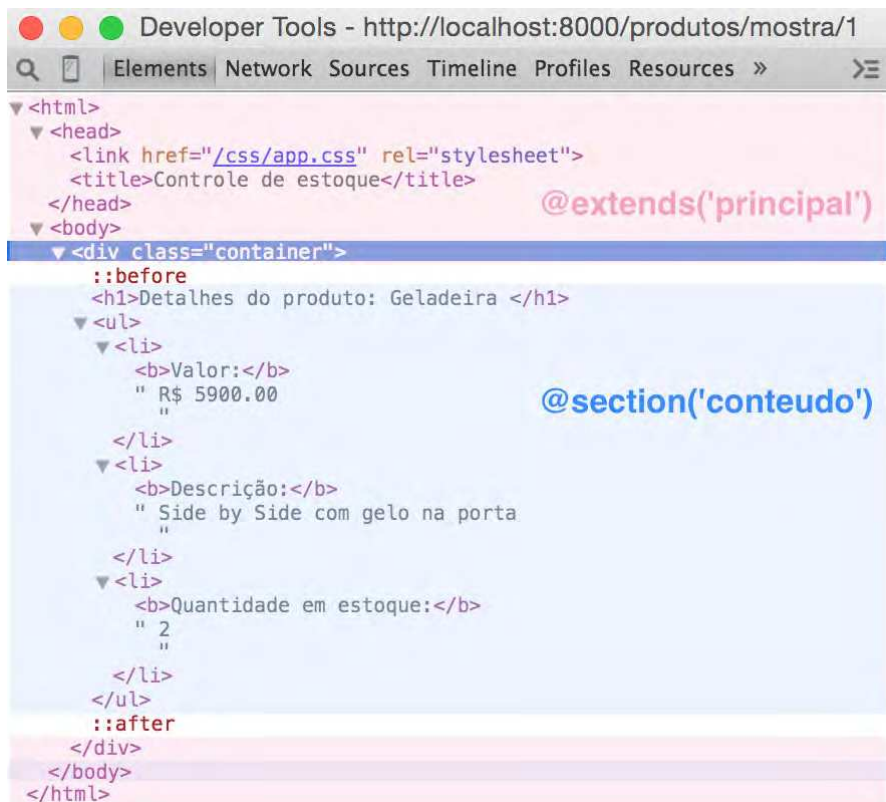 Developer Tools - http://localhost:8000/produtos/mostra/1
Elements Network Sources Timeline Profiles Resources »
<html>
<head>
<link href="/css/app.css" rel="stylesheet">
<title>Controle de estoque</title>
</head>
@extends('principal')
<body>
<div class="container">
::before
<h1>Detalhes do produto: Geladeira </h1>
<ul>
<li>
<b>Valor:</b>
" R$ 5900.00
@section('conteudo')
"
</li>
<li>
<b>Descrição:</b>
" Side by Side com gelo na porta
"
</li>
<li>
<b>Quantidade em estoque:</b>
" 2
"
</li>
</ul>
::after
</div>
</body>
</html>